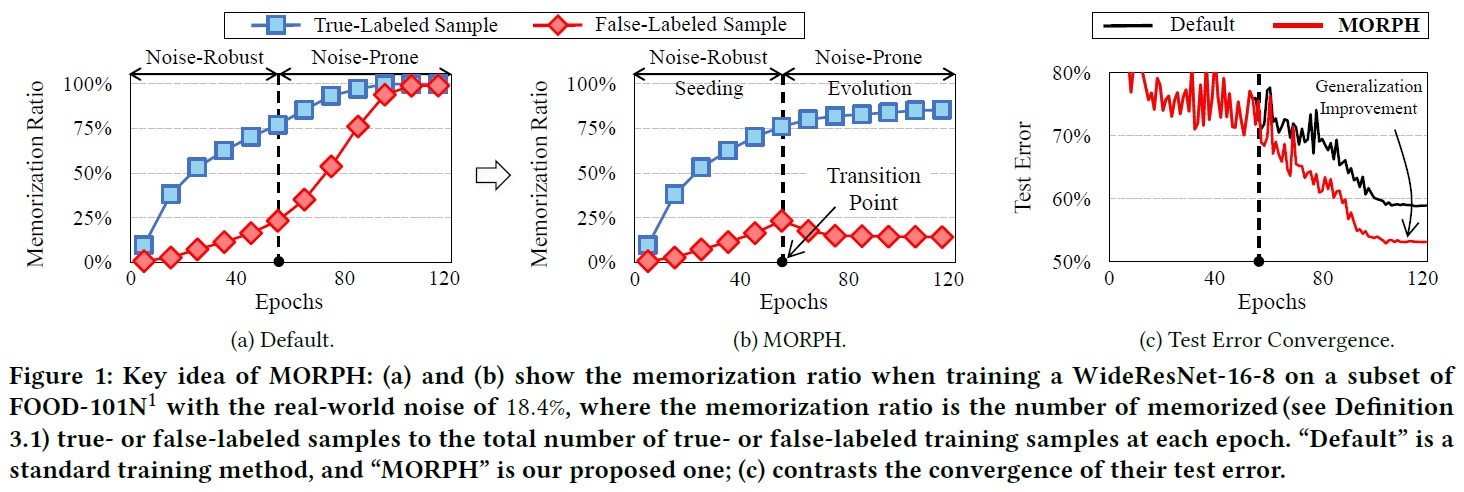 True-Labeled Sample False-Labeled Sample
Default MORPH
Noise-Robust Noise-Prone
Memorization Ratio
100%
75%
50%
25%
0%
0 40 80 120
Epochs
(a) Default.
Noise-Robust Noise-Prone
Seeding Evolution
Memorization Ratio
100%
75%
50%
25%
0%
Transition
Point
0 40 80 120
Epochs
(b) MORPH.
Test Error
80%
70%
60%
50%
Generalization
Improvement
0 40 80 120
Epochs
(c) Test Error Convergence.
Figure 1: Key idea of MORPH: (a) and (b) show the memorization ratio when training a WideResNet-16-8 on a subset of
FOOD-101N¹ with the real-world noise of 18.4%, where the memorization ratio is the number of memorized (see Definition
3.1) true- or false-labeled samples to the total number of true- or false-labeled training samples at each epoch. “Default” is a
standard training method, and “MORPH” is our proposed one; (c) contrasts the convergence of their test error.